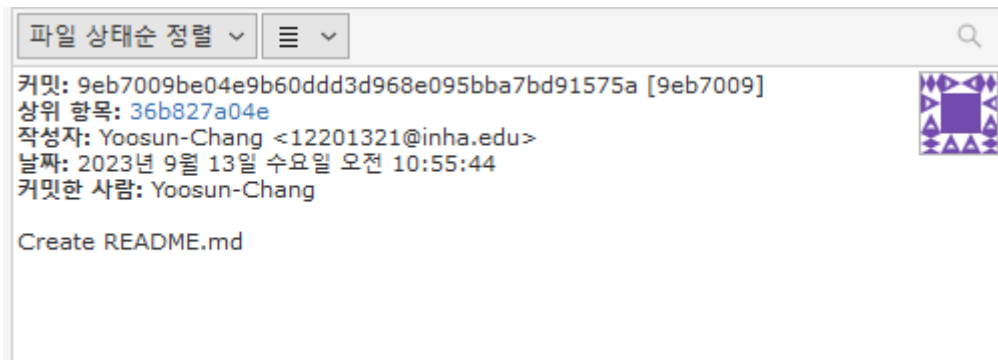 파일 상태순 정렬
커밋: 9eb7009be04e9b60ddd3d968e095bba7bd91575a [9eb7009]
상위 항목: 36b827a04e
작성자: Yoosun-Chang <12201321@inha.edu>
날짜: 2023년 9월 13일 수요일 오전 10:55:44
커밋한 사람: Yoosun-Chang
Create README.md